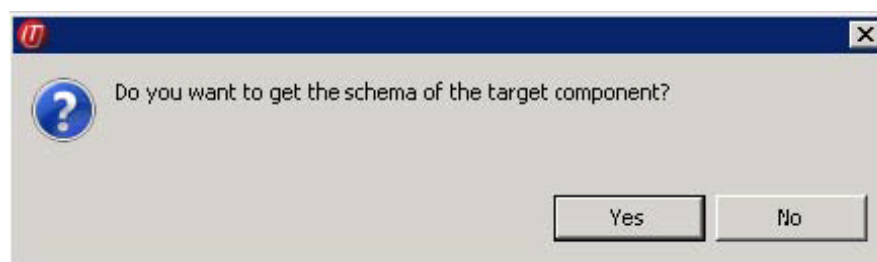 Do you want to get the schema of the target component?
Yes No